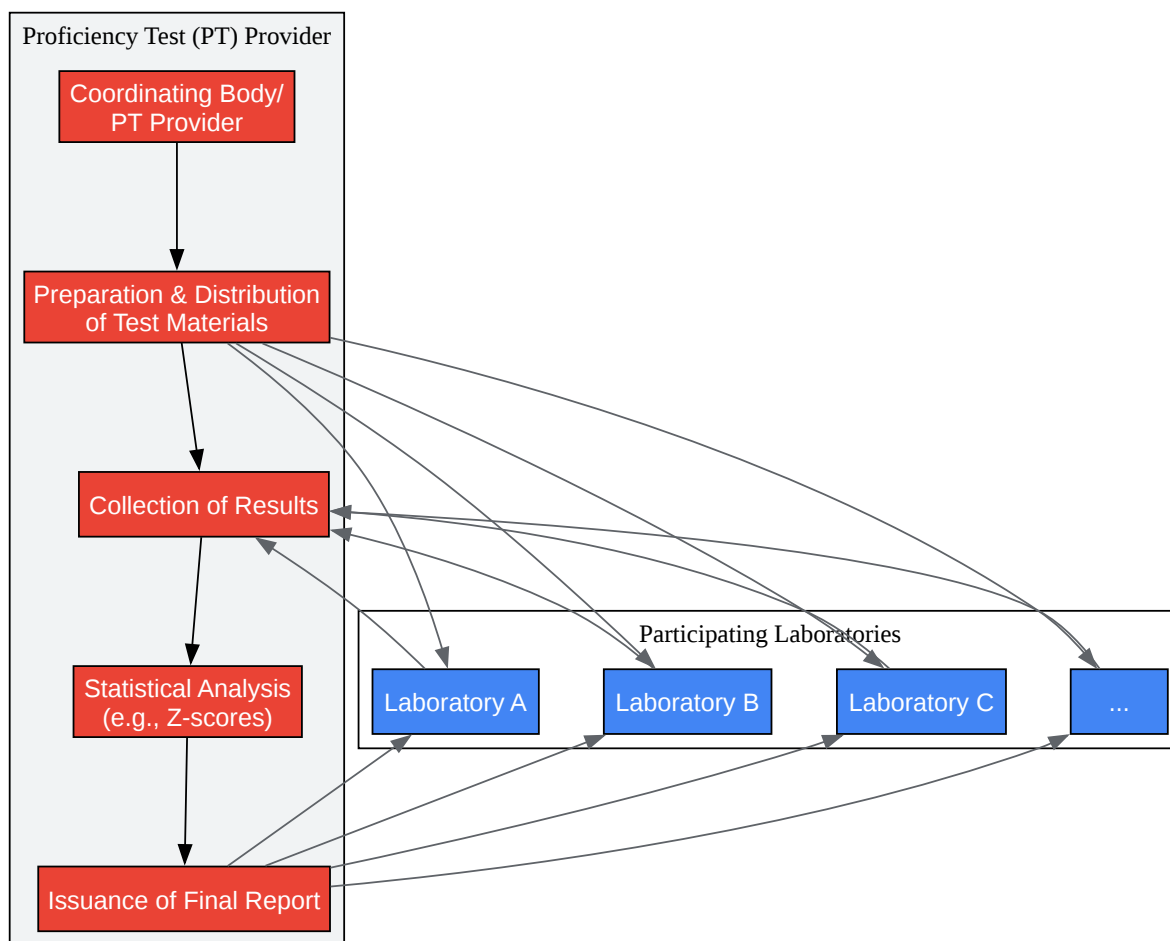 Proficiency Test (PT) Provider
Coordinating Body/
PT Provider
Preparation & Distribution
of Test Materials
Collection of Results
Participating Laboratories
Laboratory A
Laboratory B
Laboratory C
...
Statistical Analysis
(e.g., Z-scores)
Issuance of Final Report